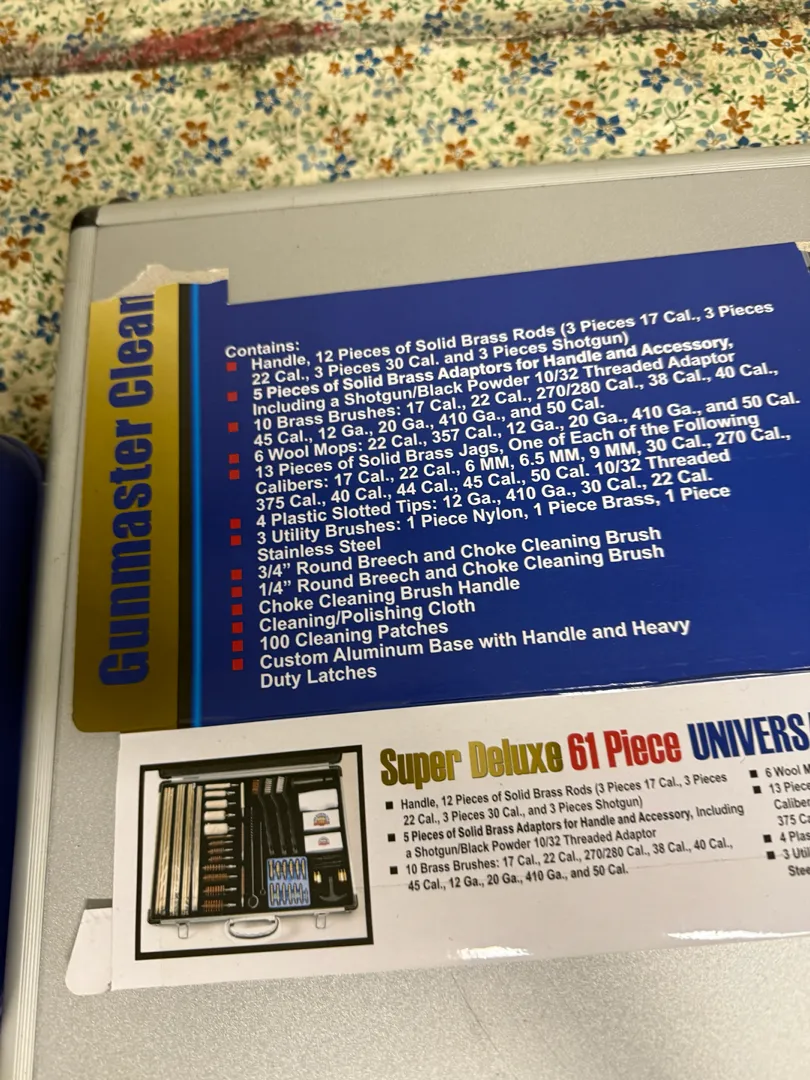 Gunmaster Clean
Contains:
Handle, 12 Pieces of Solid Brass Rods (3 Pieces 17 Cal., 3 Pieces
22 Cal., 3 Pieces 30 Cal. and 3 Pieces Shotgun)
5 Pieces of Solid Brass Adaptors for Handle and Accessory,
Including a Shotgun/Black Powder 10/32 Threaded Adaptor
10 Brass Brushes: 17 Cal., 22 Cal., 270/280 Cal., 38 Cal., 40 Cal.,
45 Cal., 12 Ga., 20 Ga., 410 Ga., and 50 Cal.
6 Wool Mops: 22 Cal., 357 Cal., 12 Ga., 20 Ga., 410 Ga., and 50 Cal.
13 Pieces of Solid Brass Jags, One of Each of the Following
Calibers: 17 Cal., 22 Cal., 6 MM, 6.5 MM, 9 MM, 30 Cal., 270 Cal.,
375 Cal., 40 Cal., 44 Cal., 45 Cal., 50 Cal. 10/32 Threaded
4 Plastic Slotted Tips: 12 Ga., 410 Ga., 30 Cal., 22 Cal.
3 Utility Brushes: 1 Piece Nylon, 1 Piece Brass, 1 Piece
Stainless Steel
3/4” Round Breech and Choke Cleaning Brush
1/4” Round Breech and Choke Cleaning Brush
Choke Cleaning Brush Handle
Cleaning/Polishing Cloth
100 Cleaning Patches
Custom Aluminum Base with Handle and Heavy
Duty Latches
Super Deluxe 61 Piece UNIVERSA
Handle, 12 Pieces of Solid Brass Rods (3 Pieces 17 Cal., 3 Pieces
22 Cal., 3 Pieces 30 Cal., and 3 Pieces Shotgun)
5 Pieces of Solid Brass Adaptors for Handle and Accessory, Including
a Shotgun/Black Powder 10/32 Threaded Adaptor
10 Brass Brushes: 17 Cal., 22 Cal., 270/280 Cal., 38 Cal., 40 Cal.,
45 Cal., 12 Ga., 20 Ga., 410 Ga., and 50 Cal.
6 Wool M
13 Piece
Caliber
375 Ca
4 Plas
3 Util
Stee